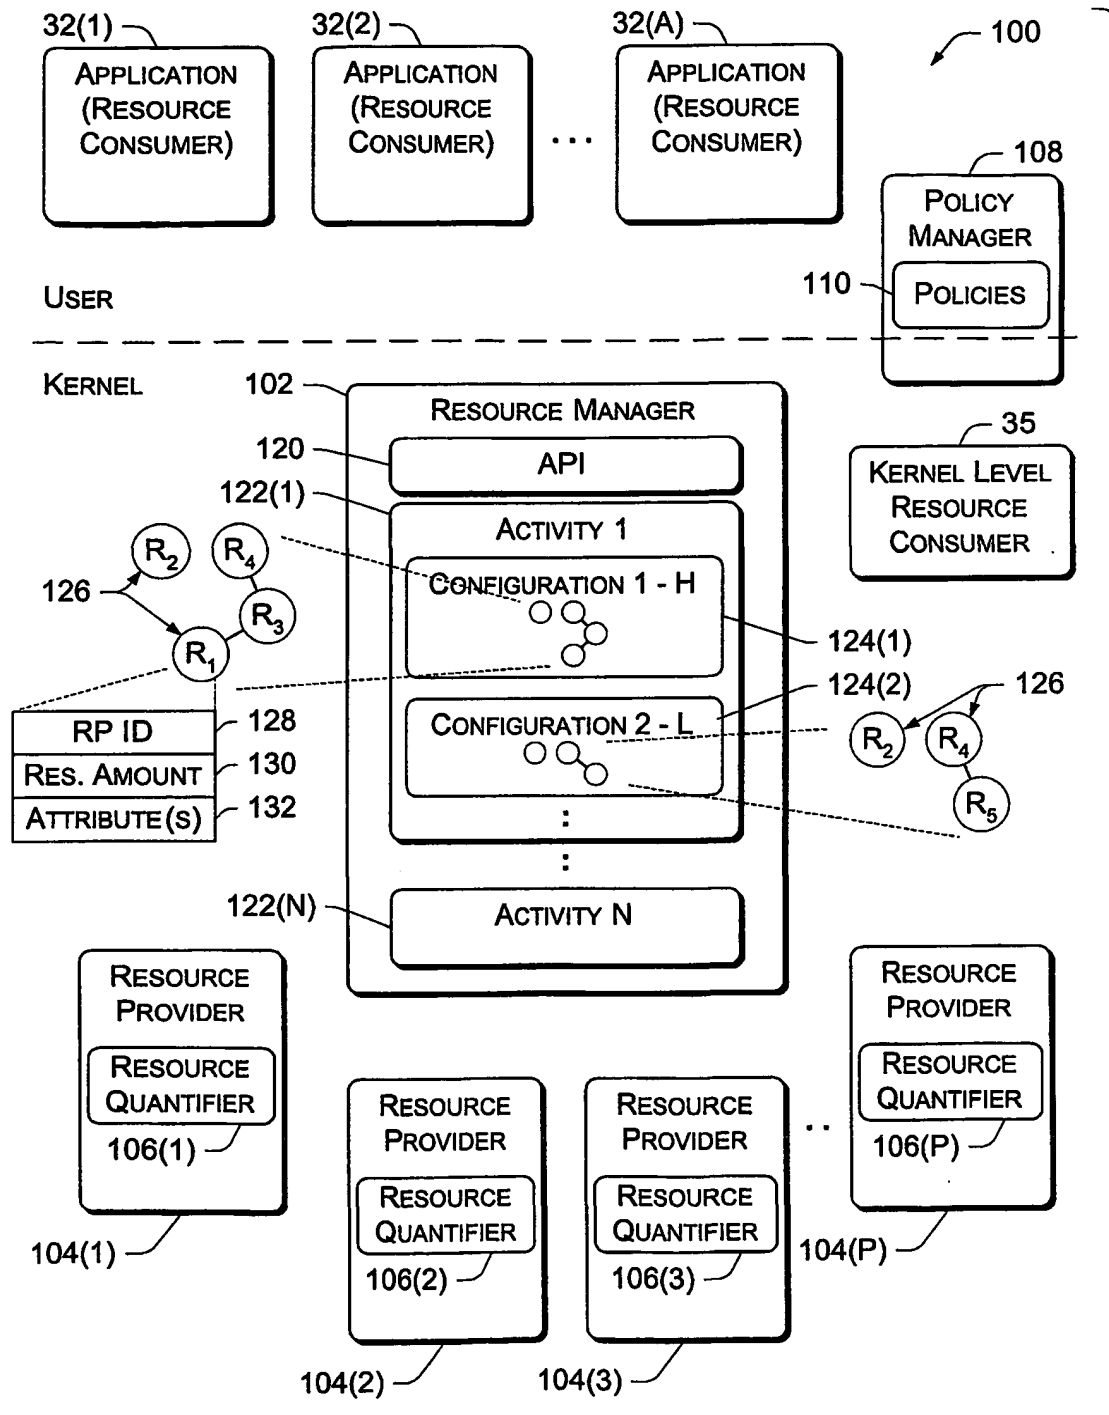 32(1)
32(2)
32(A)
100
APPLICATION
(RESOURCE
CONSUMER)
APPLICATION
(RESOURCE
CONSUMER)
...
APPLICATION
(RESOURCE
CONSUMER)
108
POLICY
MANAGER
110
POLICIES
USER
KERNEL
102
RESOURCE MANAGER
120
API
35
KERNEL LEVEL
RESOURCE
CONSUMER
122(1)
ACTIVITY 1
R2
R4
126
R3
R1
CONFIGURATION 1 - H
124(1)
124(2)
126
CONFIGURATION 2 - L
R2
R4
R5
RP ID
128
RES. AMOUNT
130
ATTRIBUTE(S)
132
:
:
122(N)
ACTIVITY N
RESOURCE
PROVIDER
RESOURCE
QUANTIFIER
106(1)
104(1)
RESOURCE
PROVIDER
RESOURCE
QUANTIFIER
106(2)
104(2)
RESOURCE
PROVIDER
RESOURCE
QUANTIFIER
106(3)
104(3)
..
RESOURCE
PROVIDER
RESOURCE
QUANTIFIER
106(P)
104(P)